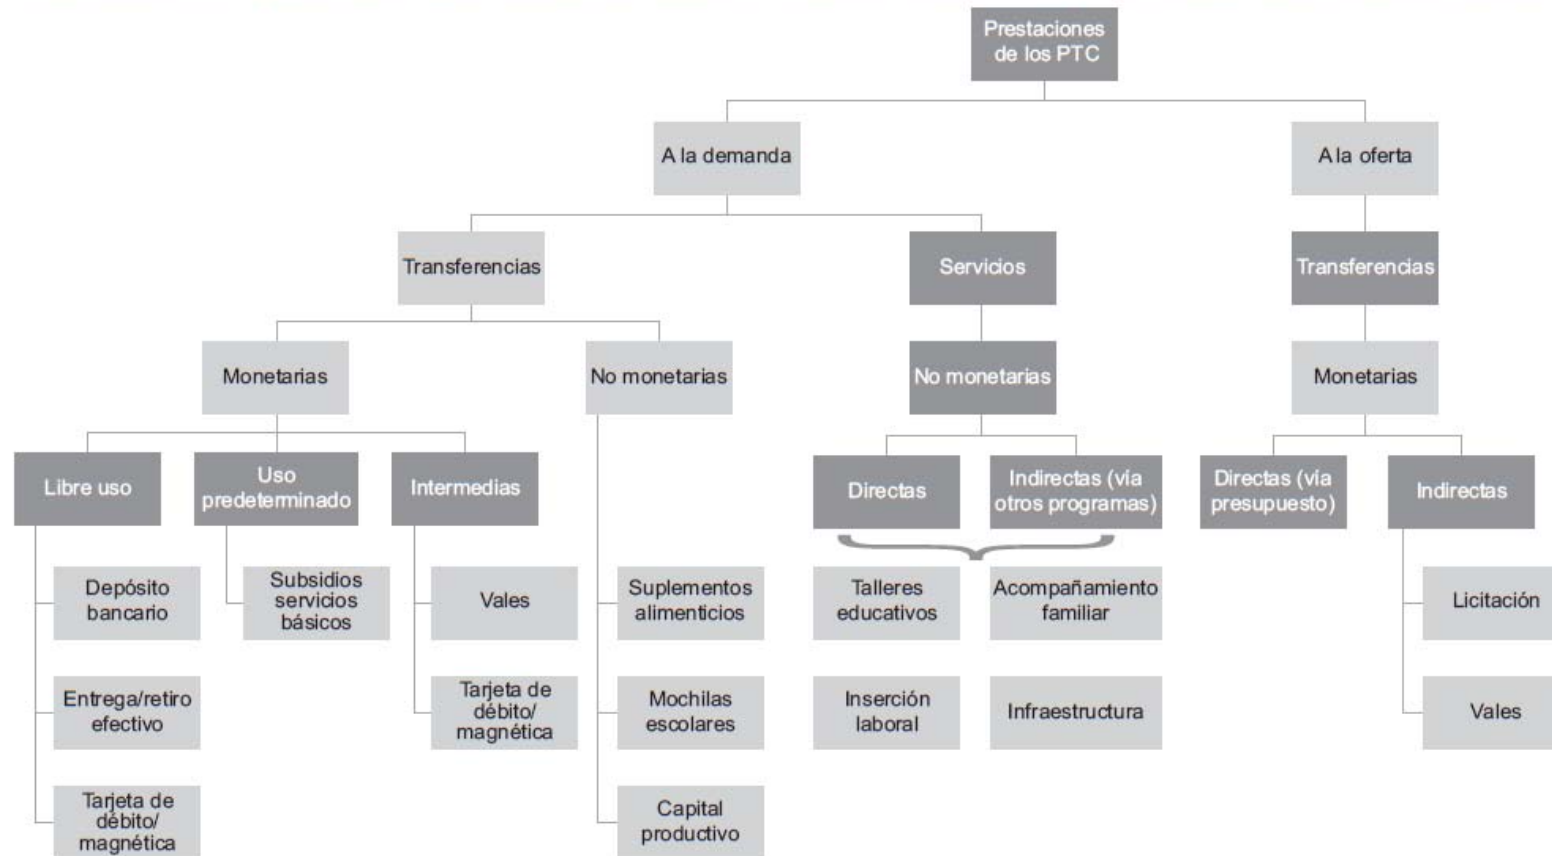 Prestaciones
de los PTC
A la demanda
A la oferta
Transferencias
Servicios
Transferencias
Monetarias
No monetarias
No monetarias
Monetarias
Libre uso
Uso
predeterminado
Intermedias
Directas
Indirectas (vía
otros programas)
Directas (vía
presupuesto)
Indirectas
Depósito
bancario
Subsidios
servicios
básicos
Vales
Suplementos
alimenticios
Talleres
educativos
Acompañamiento
familiar
Licitación
Entrega/retiro
efectivo
Tarjeta de
débito/
magnética
Mochilas
escolares
Inserción
laboral
Infraestructura
Vales
Tarjeta de
débito/
magnética
Capital
productivo